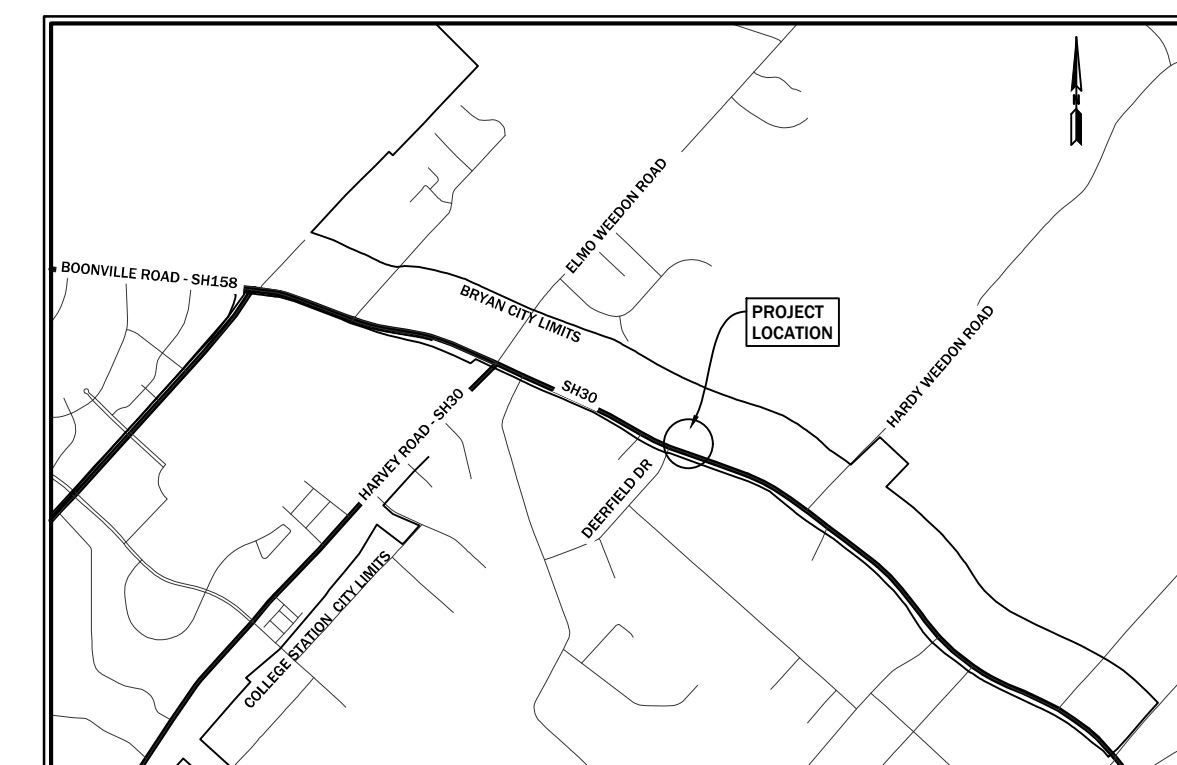 N
ELMO WEEDON ROAD
BOONVILLE ROAD - SH158
BRYAN CITY LIMITS
PROJECT
LOCATION
HARDY WEEDON ROAD
SH30
HARVEY ROAD - SH30
DEERFIELD DR
COLLEGE STATION CITY LIMITS